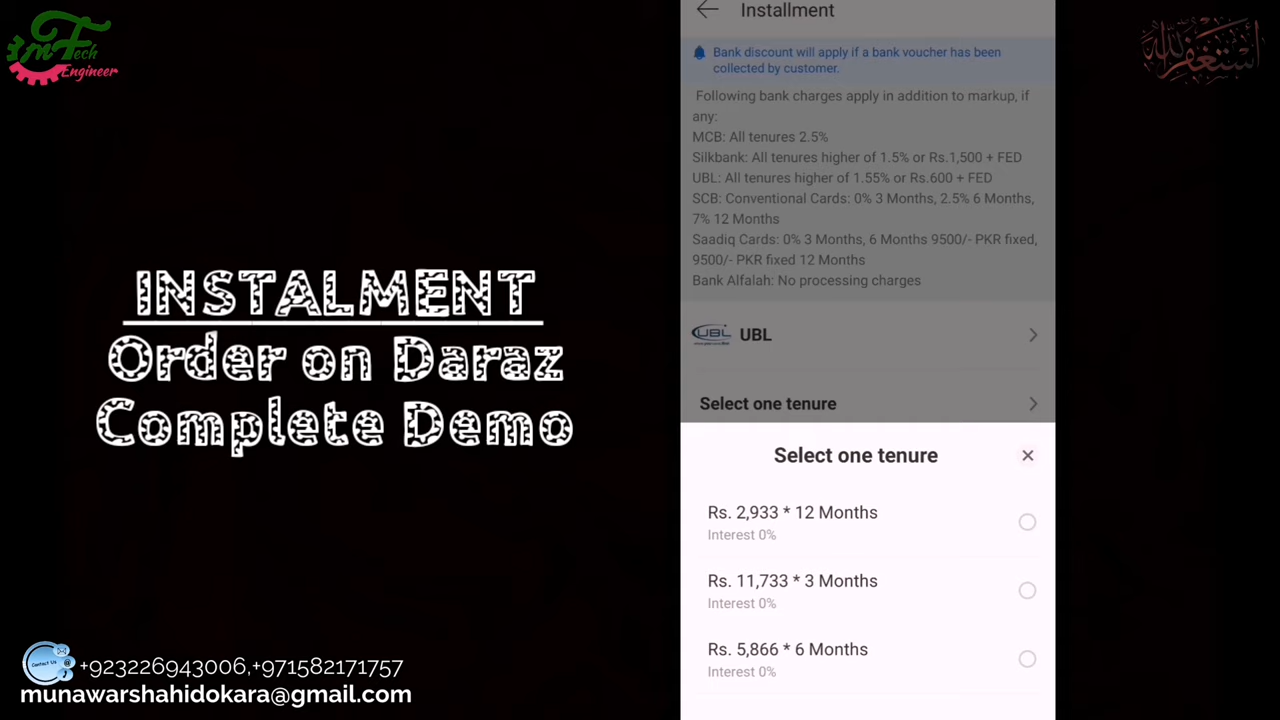 ImTech
Engineer
INSTALMENT
Order on Daraz
Complete Demo
Contact Us
+923226943006,+971582171757
munawarshahidokara@gmail.com
Installment
Bank discount will apply if a bank voucher has been
collected by customer.
Following bank charges apply in addition to markup, if
any:
MCB: All tenures 2.5%
Silkbank: All tenures higher of 1.5% or Rs.1,500 + FED
UBL: All tenures higher of 1.55% or Rs.600 + FED
SCB: Conventional Cards: 0% 3 Months, 2.5% 6 Months,
7% 12 Months
Saadiq Cards: 0% 3 Months, 6 Months 9500/- PKR fixed,
9500/- PKR fixed 12 Months
Bank Alfalah: No processing charges
UBL UBL
Select one tenure
Select one tenure
Rs. 2,933 * 12 Months
Interest 0%
Rs. 11,733 * 3 Months
Interest 0%
Rs. 5,866 * 6 Months
Interest 0%
استغفر الله